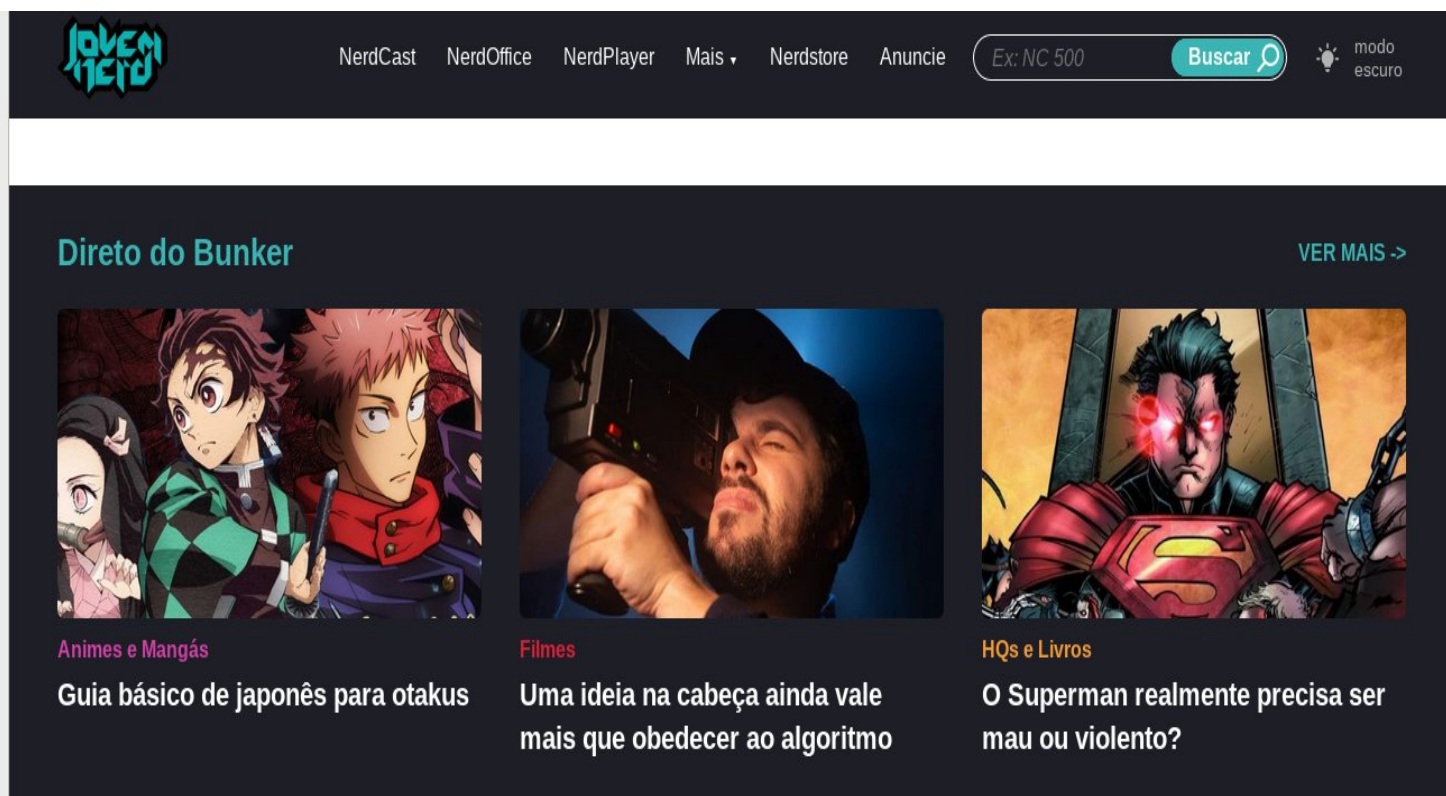 JOVEM
NERD
NerdCast NerdOffice NerdPlayer Mais ▾ Nerdstore Anuncie Ex: NC 500 Buscar modo
escuro
Direto do Bunker VER MAIS ->
Animes e Mangás
Guia básico de japonês para otakus
Filmes
Uma ideia na cabeça ainda vale
mais que obedecer ao algoritmo
HQs e Livros
O Superman realmente precisa ser
mau ou violento?